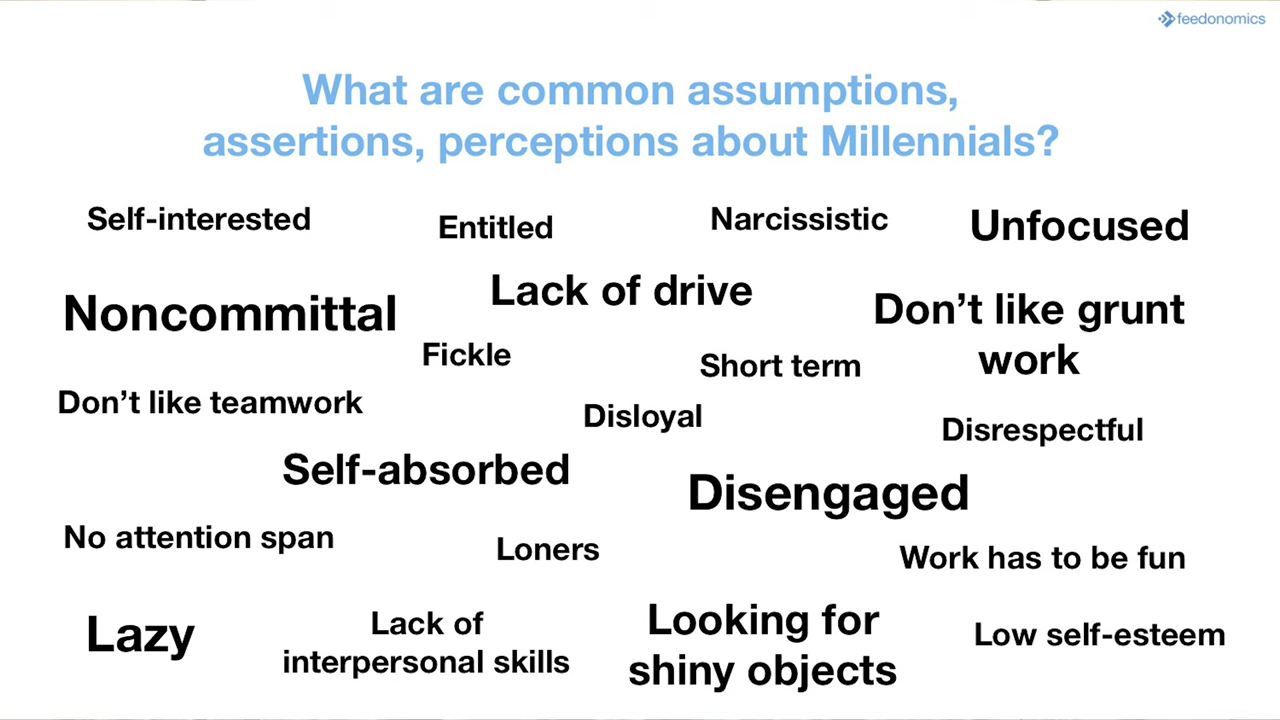 feedonomics
What are common assumptions,
assertions, perceptions about Millennials?
Self-interested
Entitled
Narcissistic
Unfocused
Noncommittal
Lack of drive
Don’t like grunt
work
Fickle
Short term
Don’t like teamwork
Disloyal
Disrespectful
Self-absorbed
Disengaged
No attention span
Loners
Work has to be fun
Lazy
Lack of
interpersonal skills
Looking for
shiny objects
Low self-esteem